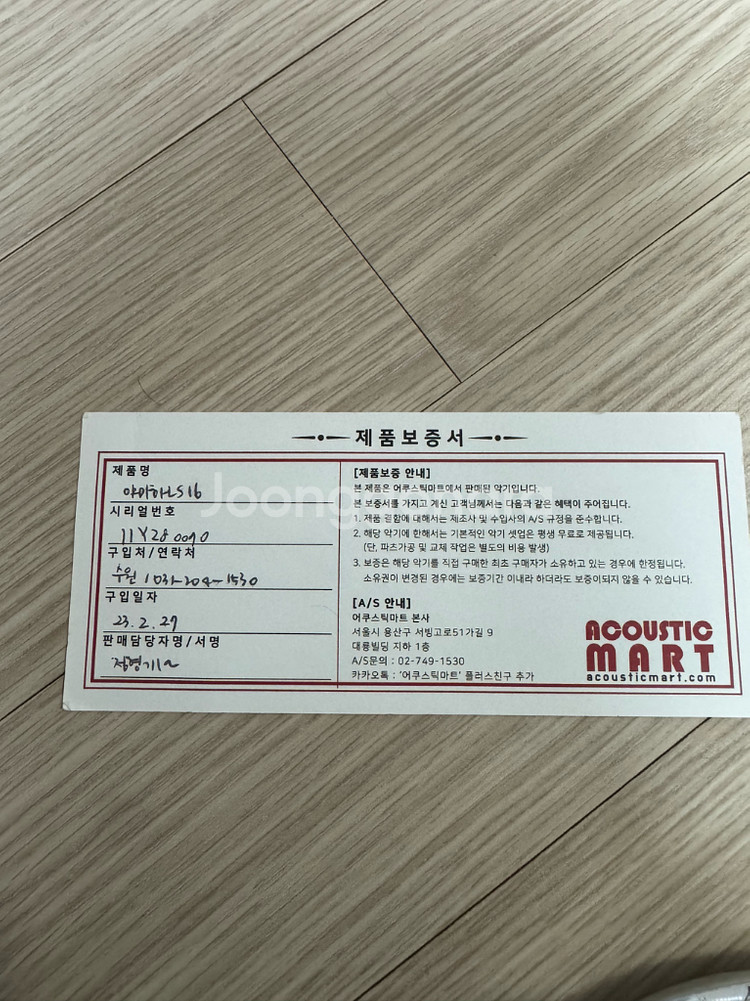 제품보증서
제품명
야마하LS16
시리얼번호
11Y280090
구입처/연락처
수원 1031-204-1530
구입일자
23.2.27
판매담당자명/서명
[제품보증 안내]
본 제품은 어쿠스틱마트에서 판매된 악기입니다.
본 보증서를 가지고 계신 고객님께는 다음과 같은 혜택이 주어집니다.
1. 제품 결함에 대해서는 제조사 및 수입사의 A/S 규정을 준수합니다.
2. 해당 악기에 한해서는 기본적인 악기 셋업은 평생 무료로 제공됩니다.
(단, 파츠가공 및 교체 작업은 별도의 비용 발생)
3. 보증은 해당 악기를 직접 구매한 최초 구매자가 소유하고 있는 경우에 한정됩니다.
소유권이 변경된 경우에는 보증기간 이내라 하더라도 보증이되지 않을 수 있습니다.
[A/S 안내]
어쿠스틱마트 본사
서울시 용산구 서빙고로51가길 9
대룡빌딩 지하 1층
A/S문의 : 02-749-1530
카카오톡 : '어쿠스틱마트' 플러스친구 추가
ACOUSTIC
MART
acousticmart.com